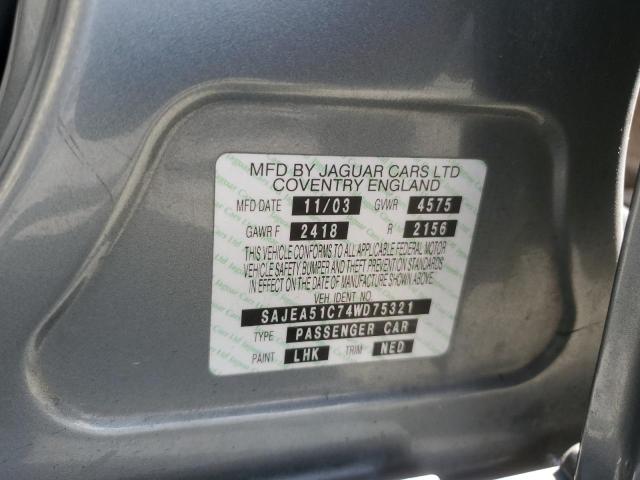 MFD BY JAGUAR CARS LTD
COVENTRY ENGLAND
MFD DATE 11/03 GVWR 4575
GAWR F 2418 R 2156
THIS VEHICLE CONFORMS TO ALL APPLICABLE FEDERAL MOTOR
VEHICLE SAFETY, BUMPER AND THEFT PREVENTION STANDARDS
IN EFFECT ON THE DATE OF MANUFACTURE SHOWN ABOVE.
VEH IDENT NO.
SAJEA51C74WD75321
TYPE PASSENGER CAR
PAINT LHK TRIM NED